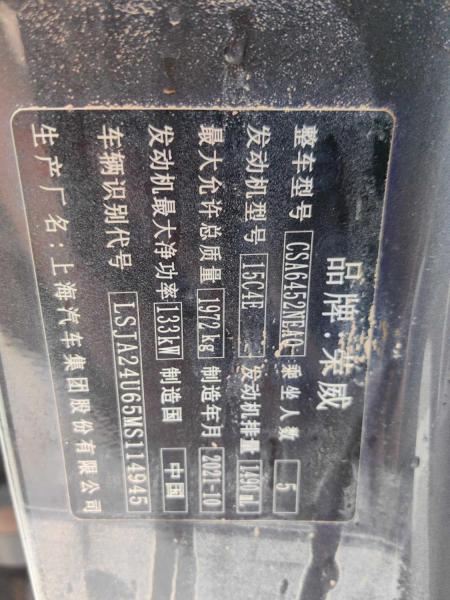 品牌:荣威
整车型号 CSA6452NEAQ 乘坐人数 5
发动机型号 15C4E 发动机排量 1490mL
最大允许总质量 1972kg 制造年月 2021-10
发动机最大净功率 133kW 制造国 中国
车辆识别代号 LSJA24U65MS114945
生产厂名:上海汽车集团股份有限公司